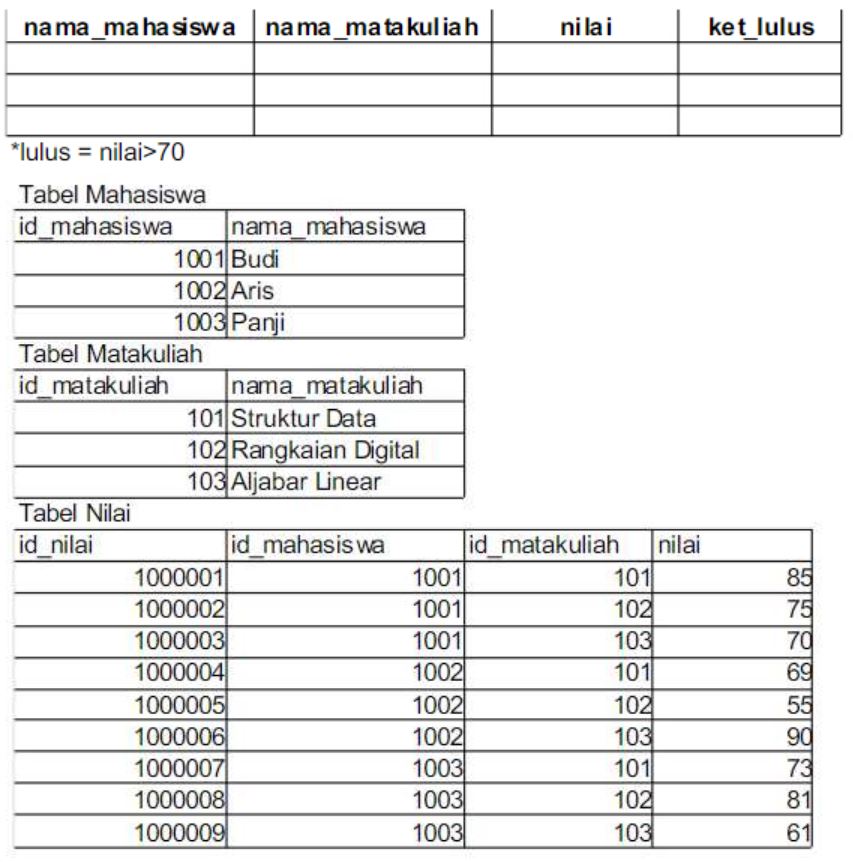 nama_mahasiswa nama_matakuliah nilai ket_lulus
*lulus = nilai>70
Tabel Mahasiswa
id_mahasiswa nama_mahasiswa
1001 Budi
1002 Aris
1003 Panji
Tabel Matakuliah
id_matakuliah nama_matakuliah
101 Struktur Data
102 Rangkaian Digital
103 Aljabar Linear
Tabel Nilai
id_nilai id_mahasiswa id_matakuliah nilai
1000001 1001 101 85
1000002 1001 102 75
1000003 1001 103 70
1000004 1002 101 69
1000005 1002 102 55
1000006 1002 103 90
1000007 1003 101 73
1000008 1003 102 81
1000009 1003 103 61